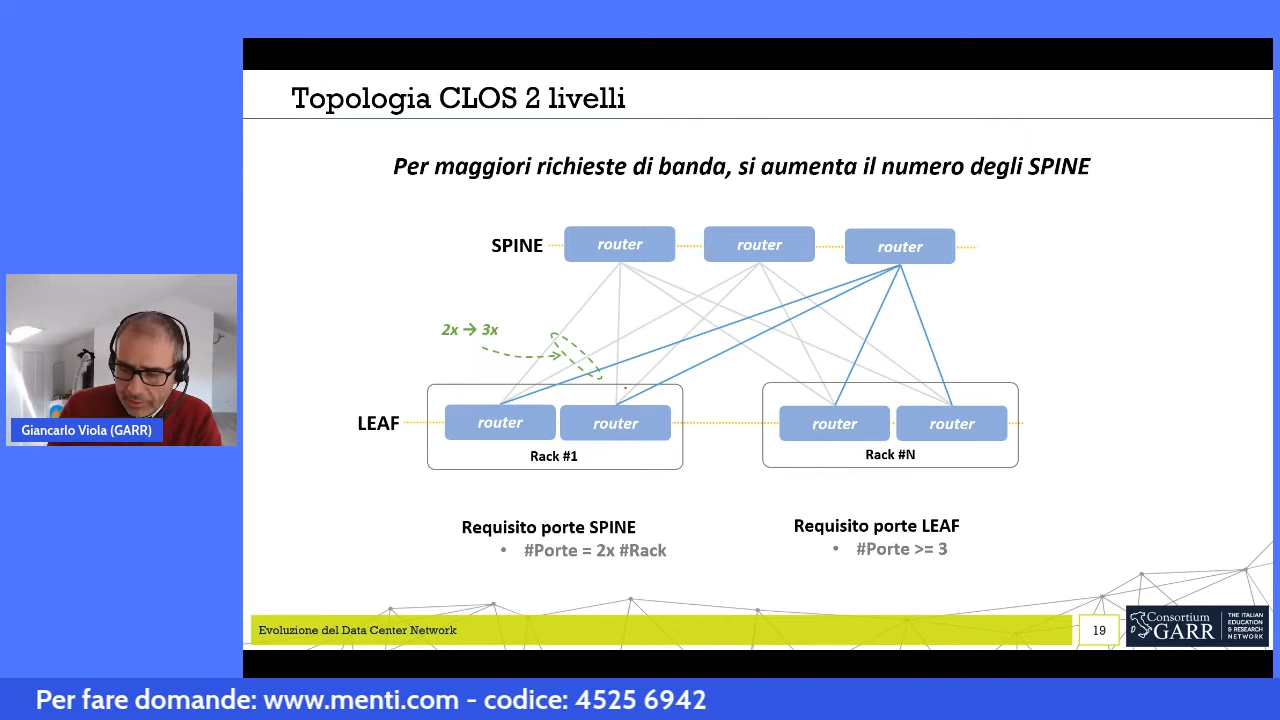 Topologia CLOS 2 livelli
Per maggiori richieste di banda, si aumenta il numero degli SPINE
SPINE
router
router
router
2x → 3x
LEAF
router
router
router
router
Rack #1
Rack #N
Giancarlo Viola (GARR)
Requisito porte SPINE
• #Porte = 2x #Rack
Requisito porte LEAF
• #Porte >= 3
Evoluzione del Data Center Network
19
Consortium
GARR
THE ITALIAN
EDUCATION
& RESEARCH
NETWORK
Per fare domande: www.menti.com - codice: 4525 6942